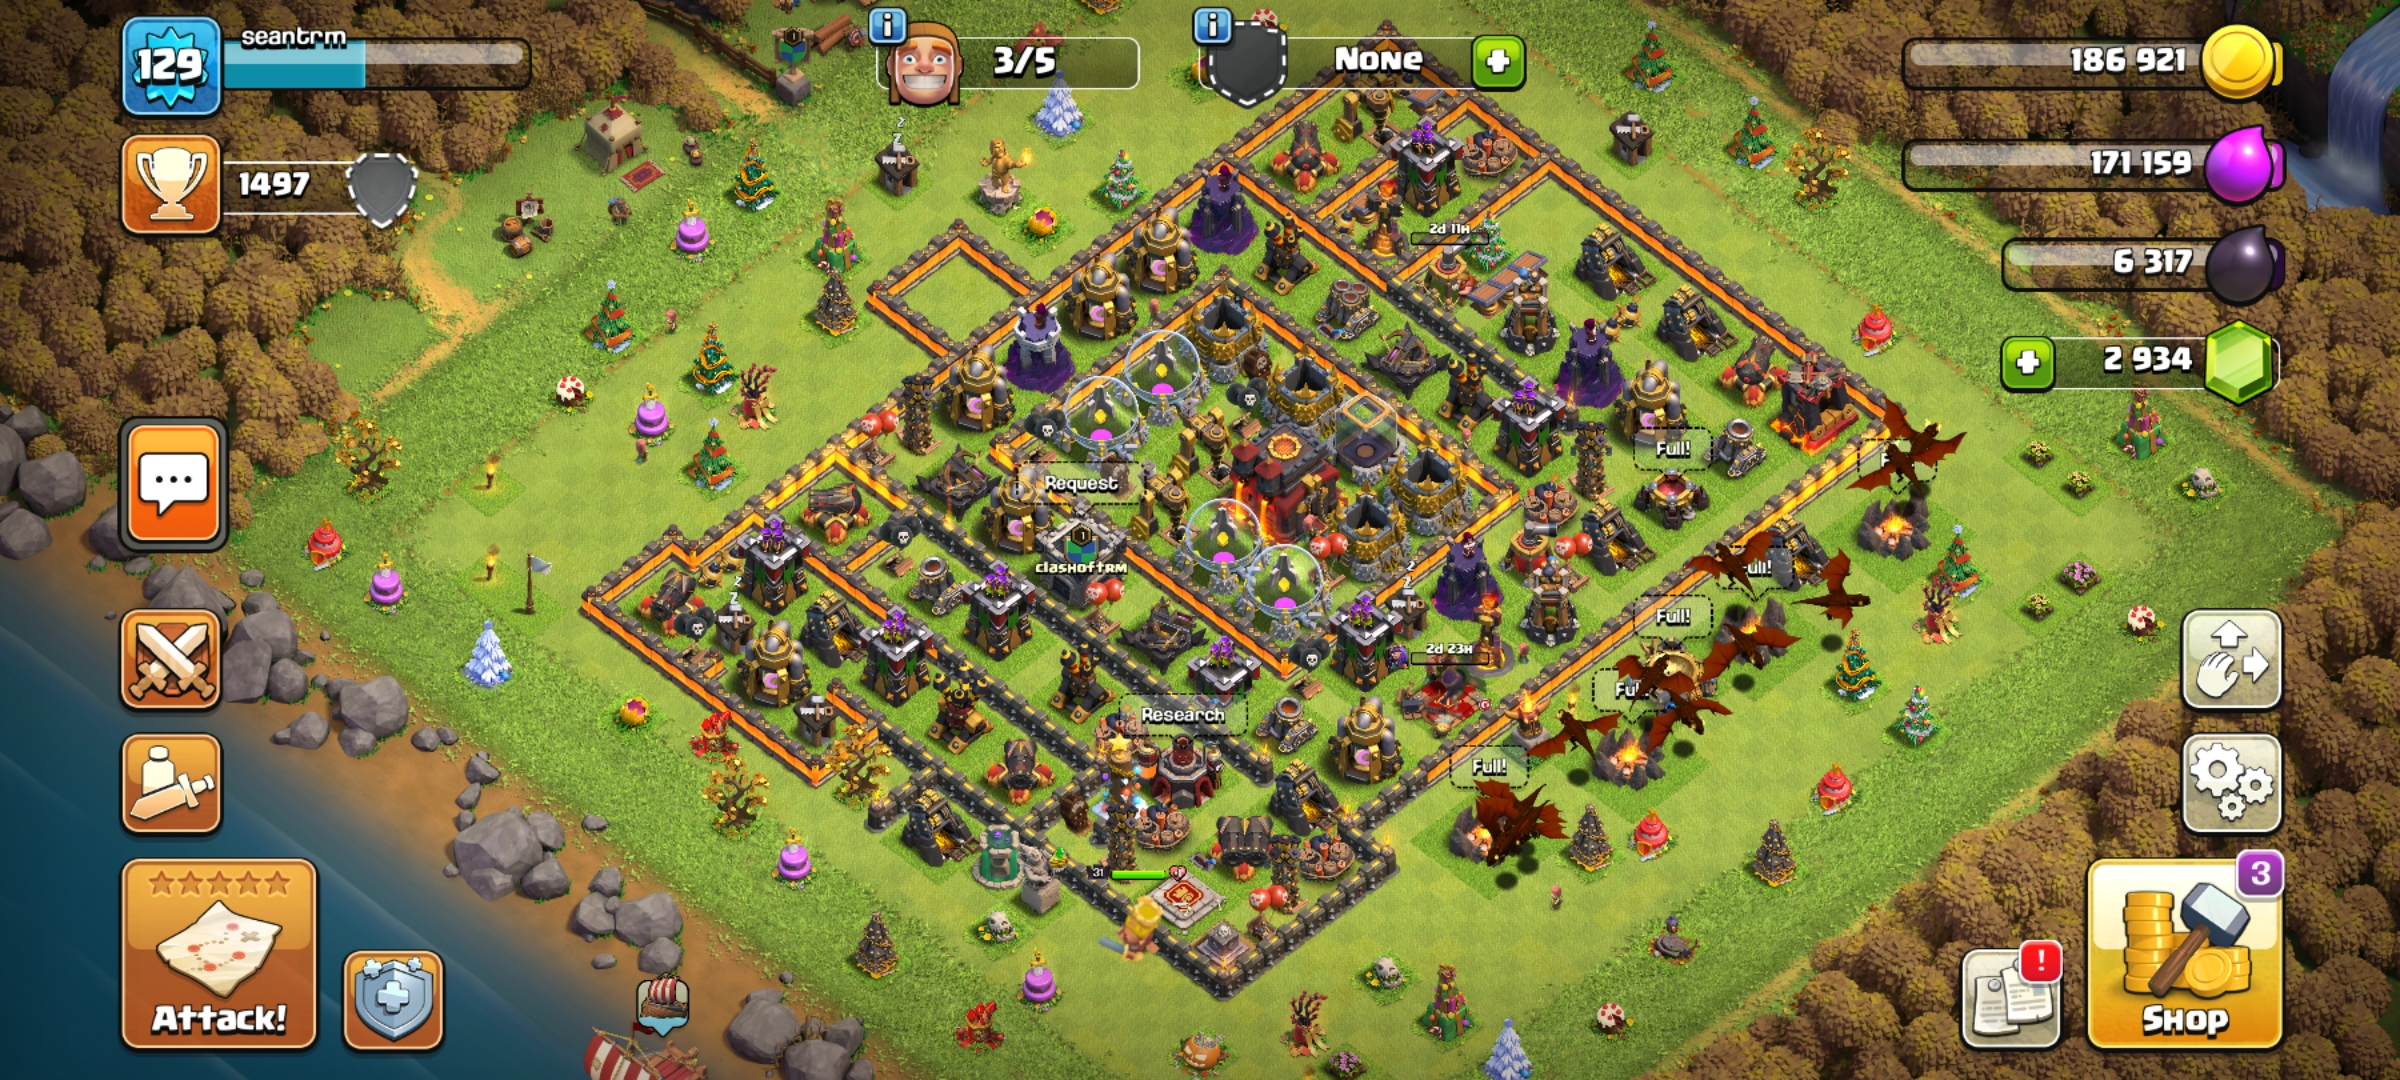 129
seantrm
3/5
None
186 921
1497
171 159
2d 11H
6 317
2 934
Full!
Request
clashoftrm
Full!
2d 23H
Research
Full!
31
3
Attack!
Shop